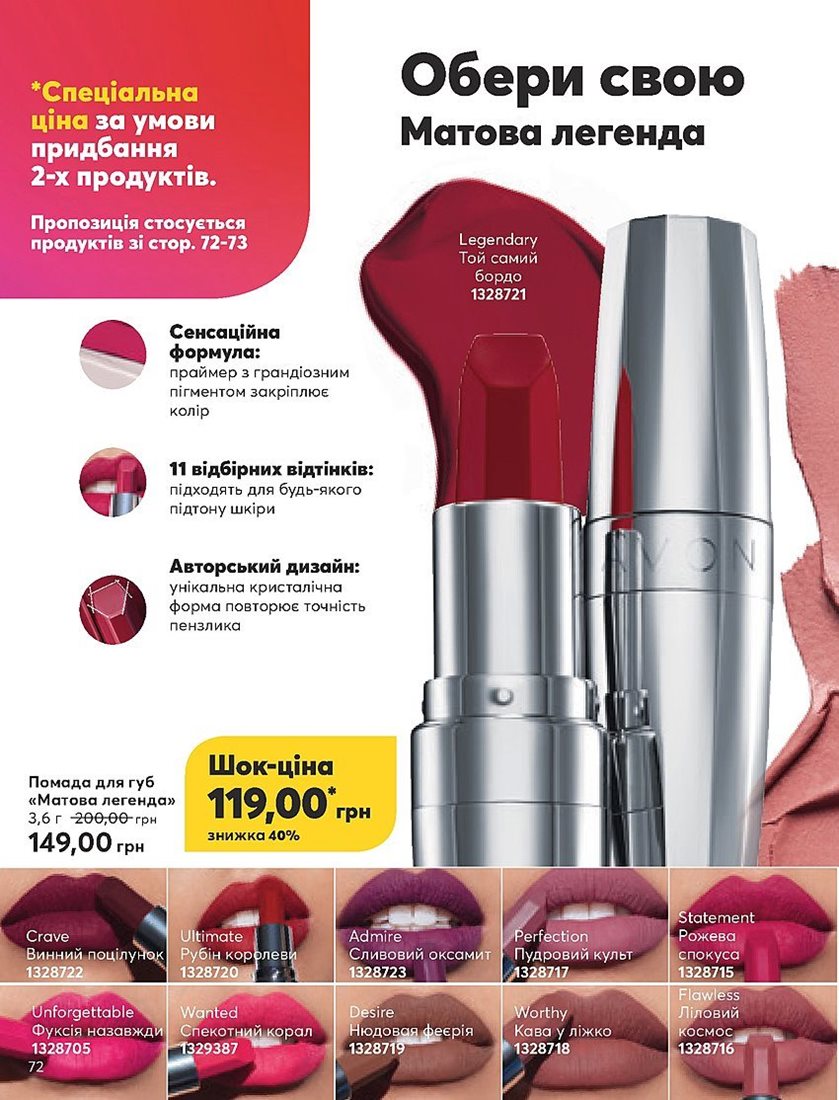 *Спеціальна
ціна за умови
придбання
2-х продуктів.
Пропозиція стосується
продуктів зі стор. 72-73
Обери свою
Матова легенда
Legendary
Той самий
бордо
1328721
Сенсаційна
формула:
праймер з грандіозним
пігментом закріплює
колір
11 відбірних відтінків:
підходять для будь-якого
підтону шкіри
Авторський дизайн:
унікальна кристалічна
форма повторює точність
пензлика
AVON
Помада для губ
«Матова легенда»
3,6 г 200,00 грн
149,00 грн
Шок-ціна
119,00* грн
знижка 40%
Crave
Винний поцілунок
1328722
Ultimate
Рубін королеви
1328720
Admire
Сливовий оксамит
1328723
Perfection
Пудровий культ
1328717
Statement
Рожева
спокуса
1328715
Unforgettable
Фуксія назавжди
1328705
Wanted
Спекотний корал
1329387
Desire
Нюдовая феєрія
1328719
Worthy
Кава у ліжко
1328718
Flawless
Ліловий
космос
1328716
72